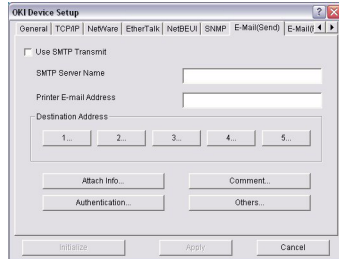 OKI Device Setup
General TCP/IP NetWare EtherTalk NetBEUI SNMP E-Mail(Send) E-Mail(
Use SMTP Transmit
SMTP Server Name
Printer E-mail Address
Destination Address
1... 2... 3... 4... 5...
Attach Info... Comment...
Authentication... Others...
Initialize Apply Cancel